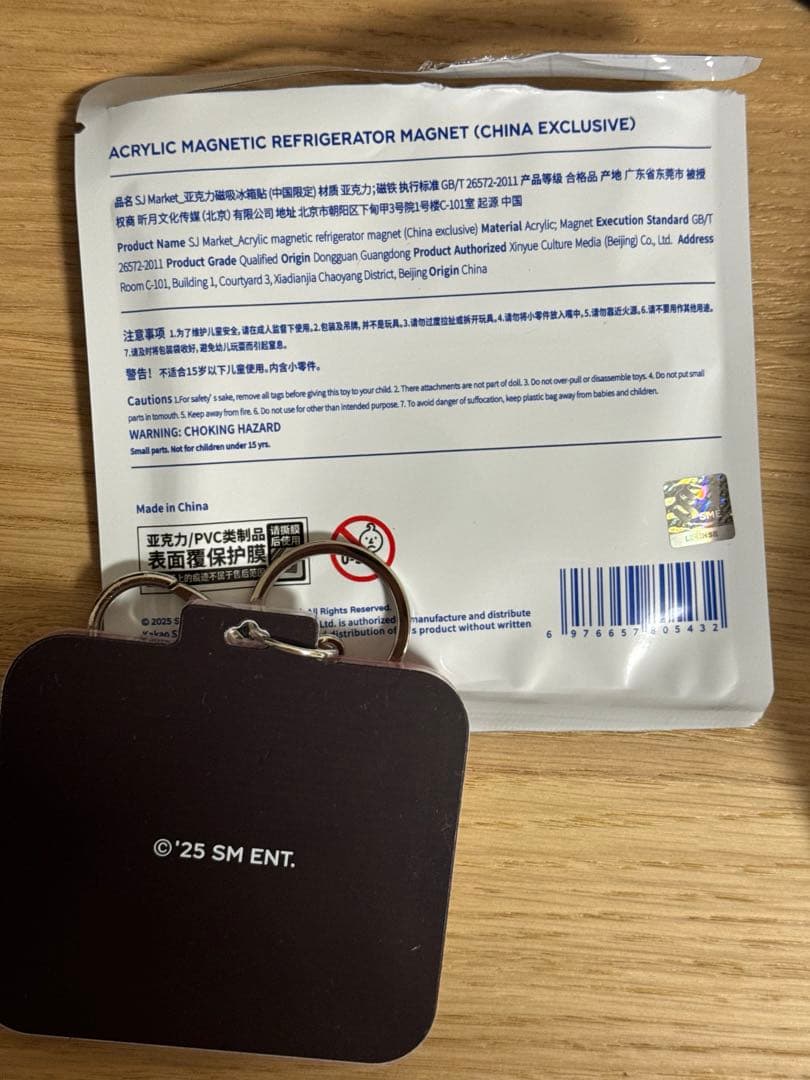 ACRYLIC MAGNETIC REFRIGERATOR MAGNET (CHINA EXCLUSIVE)
品名 SJ Market_亚克力磁吸冰箱贴 (中国限定) 材质 亚克力;磁铁 执行标准 GB/T 26572-2011 产品等级 合格品 产地 广东省东莞市 被授
权商 昕月文化传媒 (北京) 有限公司 地址 北京市朝阳区下甸甲3号院1号楼C-101室 起源 中国
Product Name SJ Market_Acrylic magnetic refrigerator magnet (China exclusive) Material Acrylic; Magnet Execution Standard GB/T
26572-2011 Product Grade Qualified Origin Dongguan Guangdong Product Authorized Xinyue Culture Media (Beijing) Co., Ltd. Address
Room C-101, Building 1, Courtyard 3, Xiadianjia Chaoyang District, Beijing Origin China
注意事项 1.为了维护儿童安全,请在成人监督下使用。2.包装及吊牌,并不是玩具。3.请勿过度拉扯或拆开玩具。4.请勿将小零件放入嘴中。5.请勿靠近火源。6.请不要用作其他用途。
7.请及时将包装袋收好,避免幼儿玩耍而引起窒息。
警告! 不适合15岁以下儿童使用。内含小零件。
Cautions 1.For safety's sake, remove all tags before giving this toy to your child. 2. There attachments are not part of doll. 3. Do not over-pull or disassemble toys. 4. Do not put small
parts in tomouth. 5. Keep away from fire. 6. Do not use for other than intended purpose. 7. To avoid danger of suffocation, keep plastic bag away from babies and children.
WARNING: CHOKING HAZARD
Small parts. Not for children under 15 yrs.
Made in China
亚克力/PVC类制品 请撕膜
表面覆保护膜 后使用
上的痕迹不属于售后范围
SME
© 2025 S All Rights Reserved.
Kakao S Ltd. is authorized manufacture and distribute
distribution of s product without written
6 976657 805432
©'25 SM ENT.